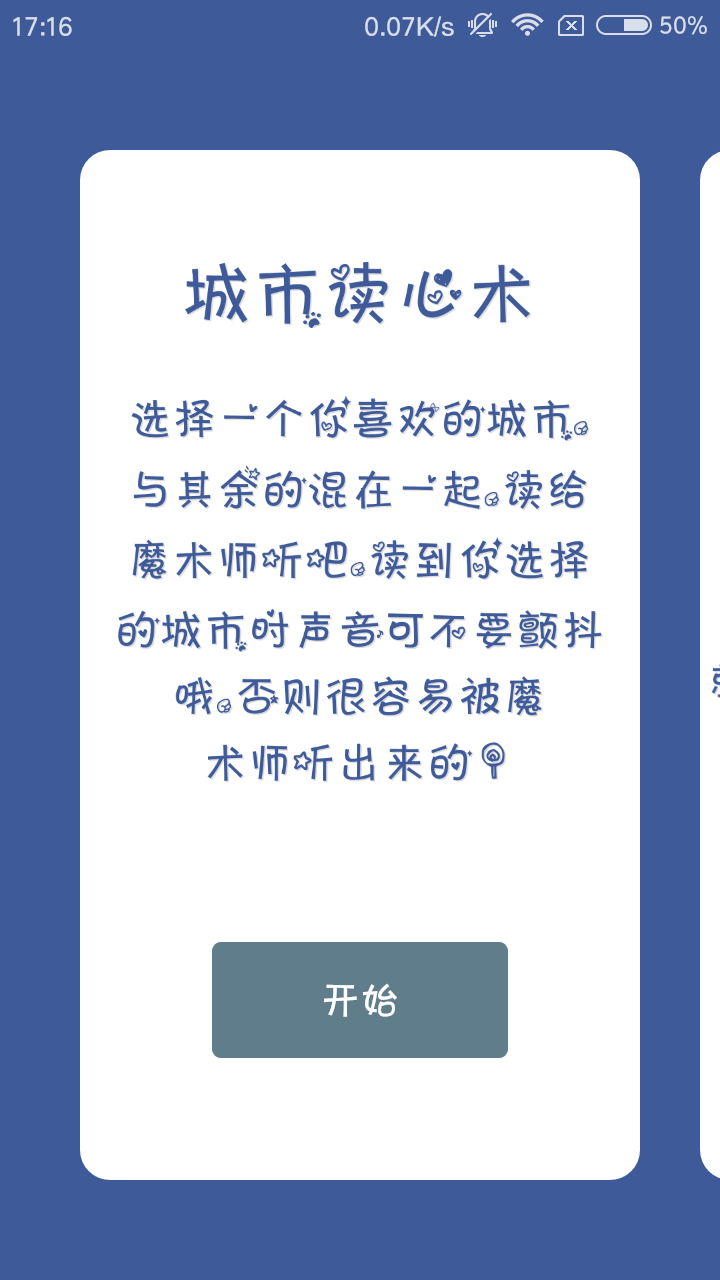 17:16 0.07K/s 50%
城市读心术
选择一个你喜欢的城市,
与其余的混在一起,读给
魔术师听吧,读到你选择
的城市时声音可不要颤抖
哦,否则很容易被魔
术师听出来的!
开始